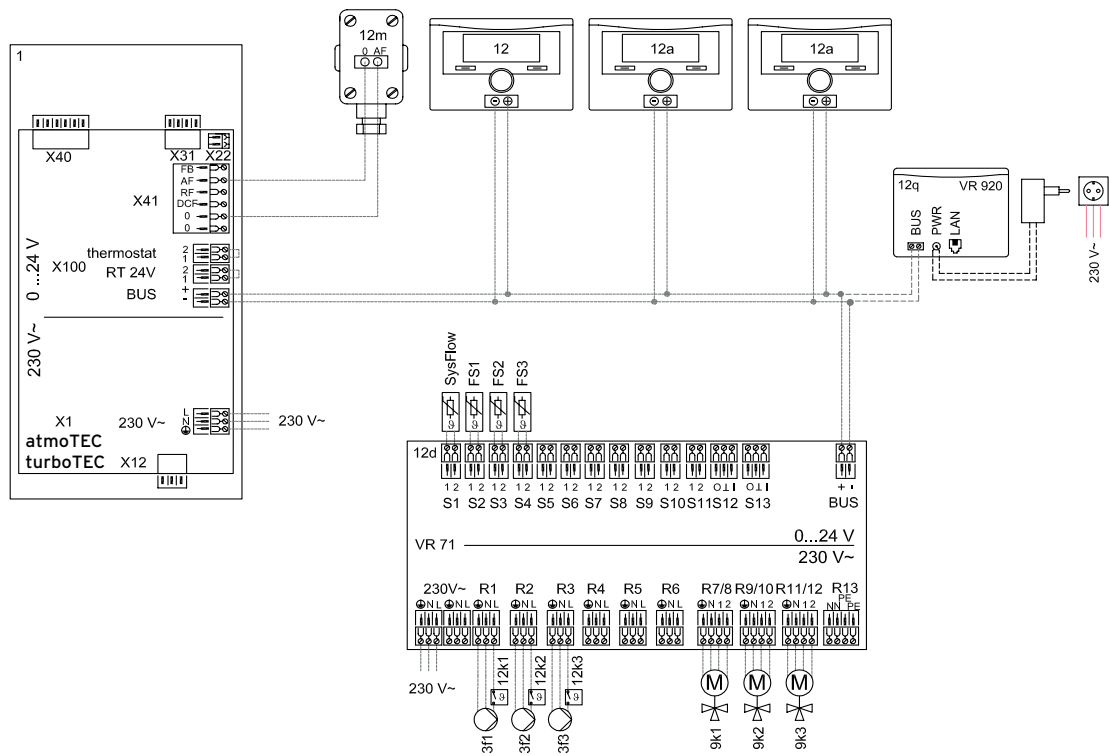 1
X40
X31 X22
FB
AF
RF
DCF
0
0
X41
thermostat
2
1
X100
RT 24V
2
1
BUS
+
-
0 ...24 V
230 V~
X1
230 V~
L
N
230 V~
atmoTEC
turboTEC
X12
12m
0 AF
12
12a
12a
12q
VR 920
BUS
PWR
LAN
230 V~
SysFlow
FS1
FS2
FS3
ϑ
ϑ
ϑ
ϑ
12d
1 2 1 2 1 2 1 2 1 2 1 2 1 2 1 2 1 2 1 2 1 2 O ⊥ I O ⊥ I + -
S1 S2 S3 S4 S5 S6 S7 S8 S9 S10 S11 S12 S13 BUS
VR 71
0...24 V
230 V~
230V~ R1 R2 R3 R4 R5 R6 R7/8 R9/10 R11/12 R13
N L N L N L N L N L N L N L N L N 1 2 N 1 2 N 1 2 N N PE PE
230 V~
12k1
12k2
12k3
ϑ
ϑ
ϑ
M
M
M
3f1
3f2
3f3
9k1
9k2
9k3